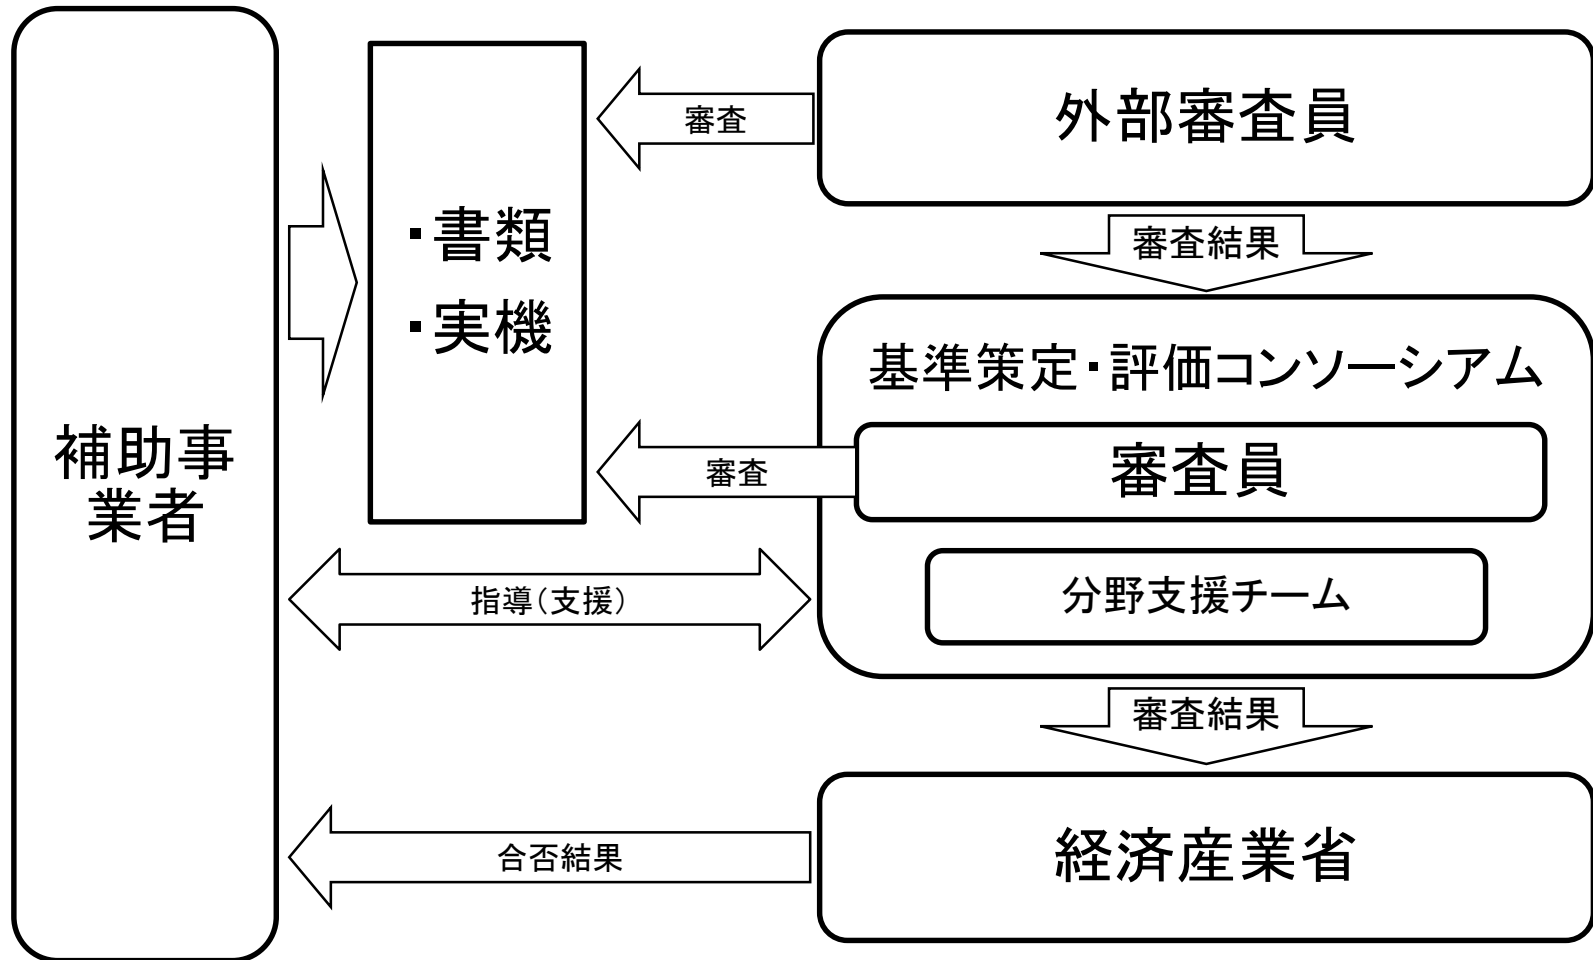 補助事
業者
・書類
・実機
審査
外部審査員
審査結果
基準策定・評価コンソーシアム
審査
審査員
指導(支援)
分野支援チーム
審査結果
合否結果
経済産業省